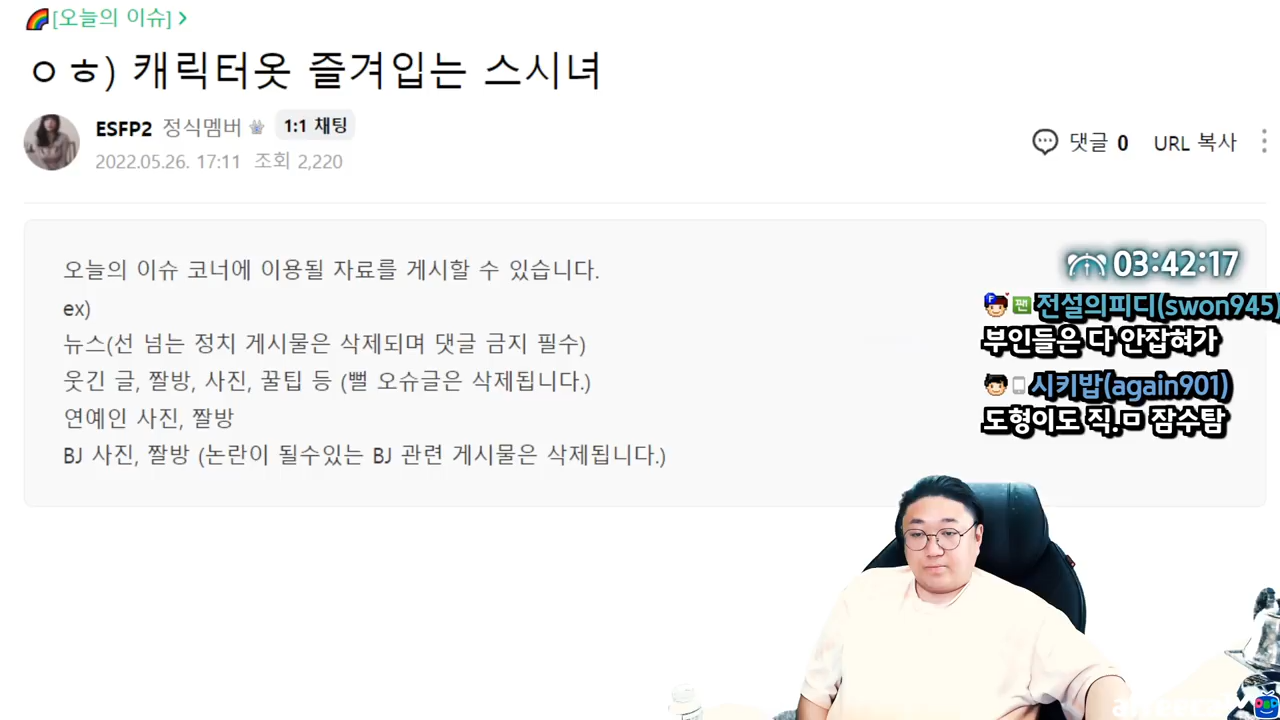 [오늘의 이슈] >
ㅇㅎ) 캐릭터옷 즐겨입는 스시녀
ESFP2 정식멤버 1:1 채팅
2022.05.26. 17:11 조회 2,220
댓글 0 URL 복사
오늘의 이슈 코너에 이용될 자료를 게시할 수 있습니다.
ex)
뉴스(선 넘는 정치 게시물은 삭제되며 댓글 금지 필수)
웃긴 글, 짤방, 사진, 꿀팁 등 (뻘 오슈글은 삭제됩니다.)
연예인 사진, 짤방
BJ 사진, 짤방 (논란이 될수있는 BJ 관련 게시물은 삭제됩니다.)
03:42:17
F 팬 전설의피디(swon945)
부인들은 다 안잡혀가
시키밥(again901)
도형이도 직.ㅁ 잠수탐